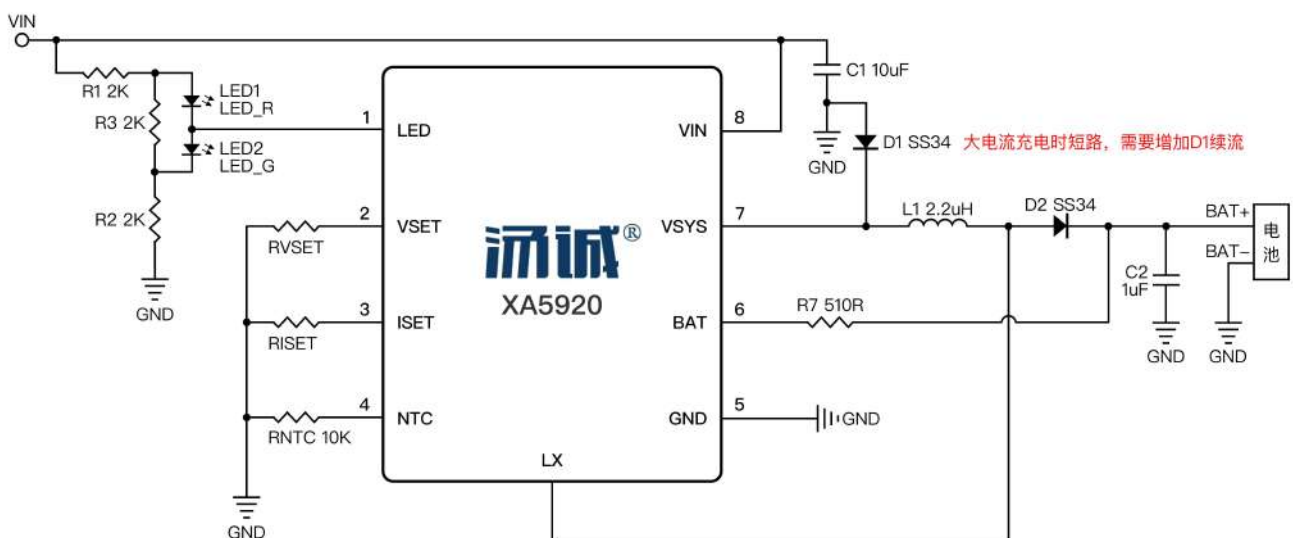 VIN
R1 2K
R3 2K
LED1
LED_R
LED2
LED_G
R2 2K
GND
1
LED
2
VSET
RVSET
3
ISET
RISET
4
NTC
RNTC 10K
GND
汤诚®
XA5920
LX
VIN
8
C1 10uF
GND
D1 SS34
大电流充电时短路，需要增加D1续流
VSYS
7
L1 2.2uH
D2 SS34
BAT
6
R7 510R
GND
5
GND
C2
1uF
GND
BAT+
BAT−
GND
电
池